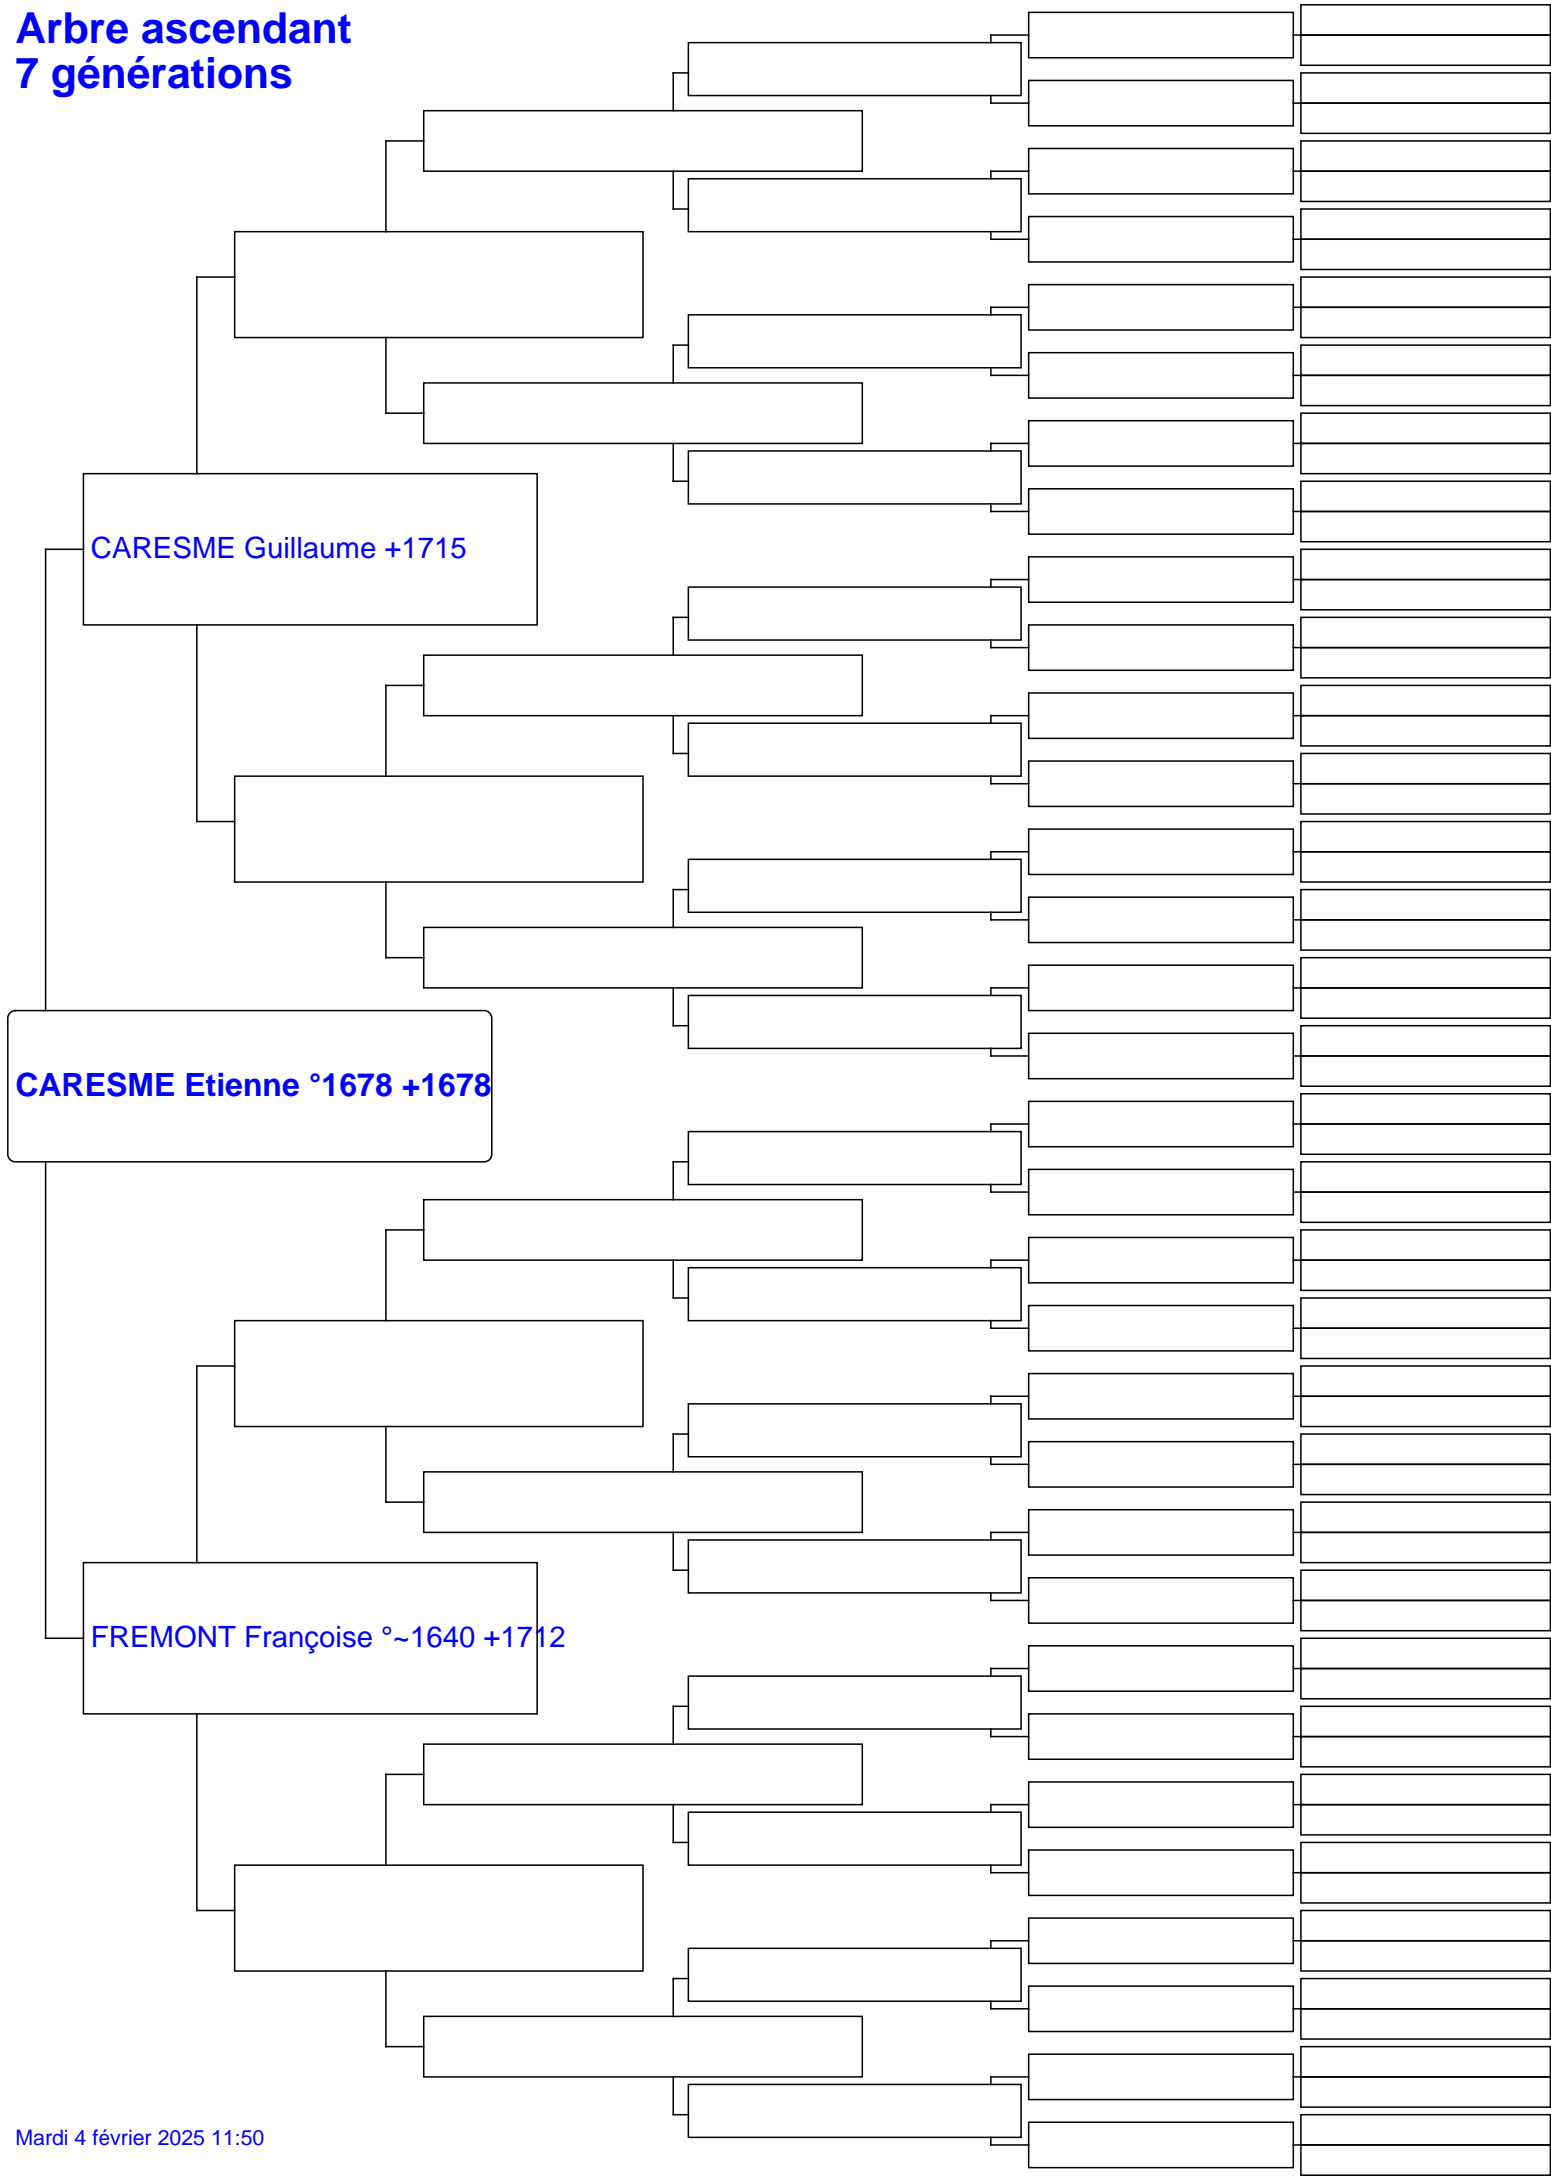 Arbre ascendant
7 générations
CARESME Guillaume +1715
CARESME Etienne °1678 +1678
FREMONT Françoise °~1640 +1712
Mardi 4 février 2025 11:50